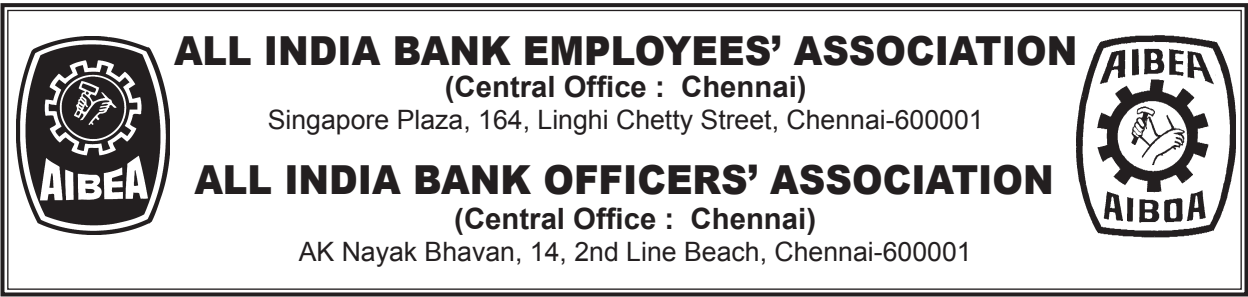 AIBEA
ALL INDIA BANK EMPLOYEES’ ASSOCIATION
(Central Office : Chennai)
Singapore Plaza, 164, Linghi Chetty Street, Chennai-600001
ALL INDIA BANK OFFICERS’ ASSOCIATION
(Central Office : Chennai)
AK Nayak Bhavan, 14, 2nd Line Beach, Chennai-600001
AIBEA
AIBOA